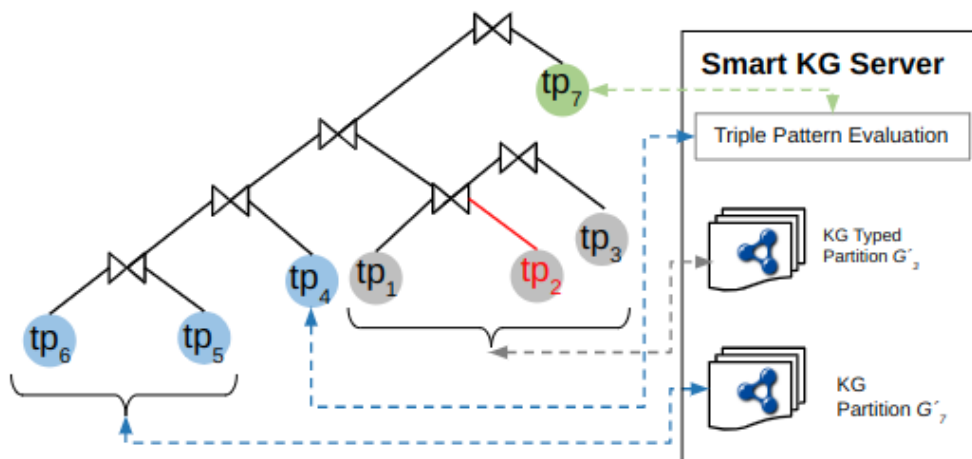 Smart KG Server
tp7
Triple Pattern Evaluation
tp3
KG Typed
Partition G´3
tp4
tp1
tp2
tp6
tp5
KG
Partition G´7